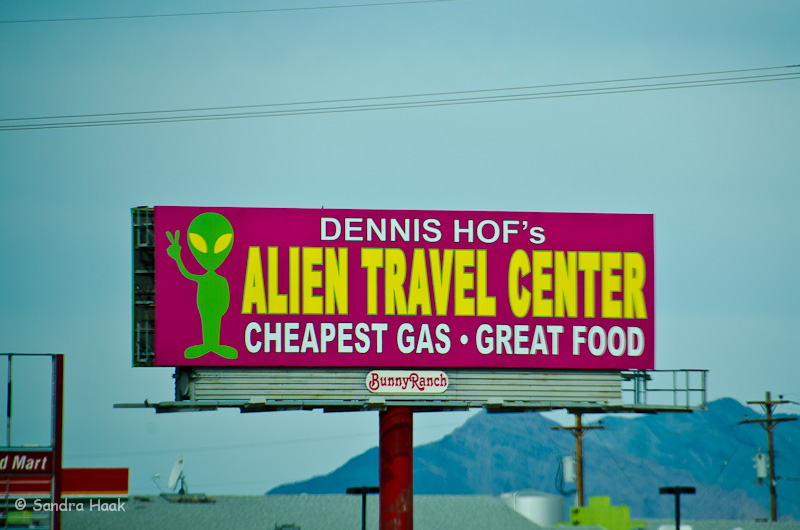 DENNIS HOF's
ALIEN TRAVEL CENTER
CHEAPEST GAS • GREAT FOOD
BunnyRanch
d Mart
© Sandra Haak